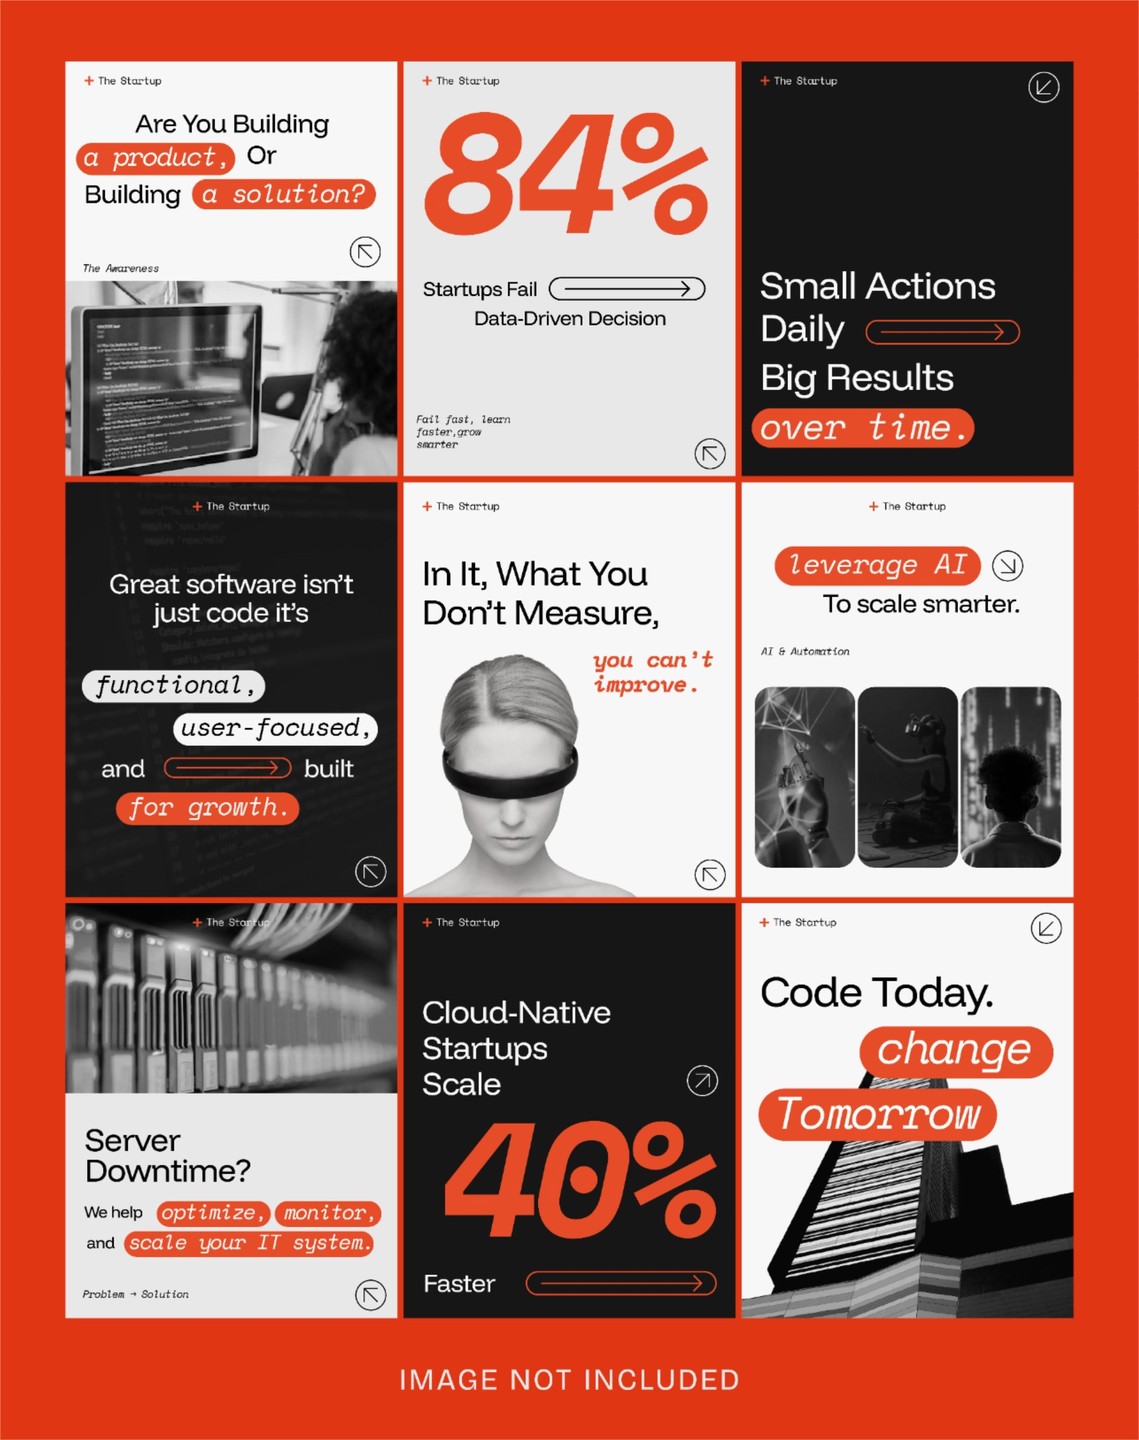 + The Startup
Are You Building
a product, Or
Building a solution?
The Awareness
+ The Startup
84%
Startups Fail
Data-Driven Decision
Fail fast, learn
faster,grow
smarter
+ The Startup
Small Actions
Daily
Big Results
over time.
+ The Startup
Great software isn't
just code it's
functional,
user-focused,
and built
for growth.
+ The Startup
In It, What You
Don't Measure,
you can't
improve.
+ The Startup
leverage AI
To scale smarter.
AI & Automation
+ The Startup
Server
Downtime?
We help optimize, monitor,
and scale your IT system.
Problem → Solution
+ The Startup
Cloud-Native
Startups
Scale
40%
Faster
+ The Startup
Code Today.
change
Tomorrow
IMAGE NOT INCLUDED